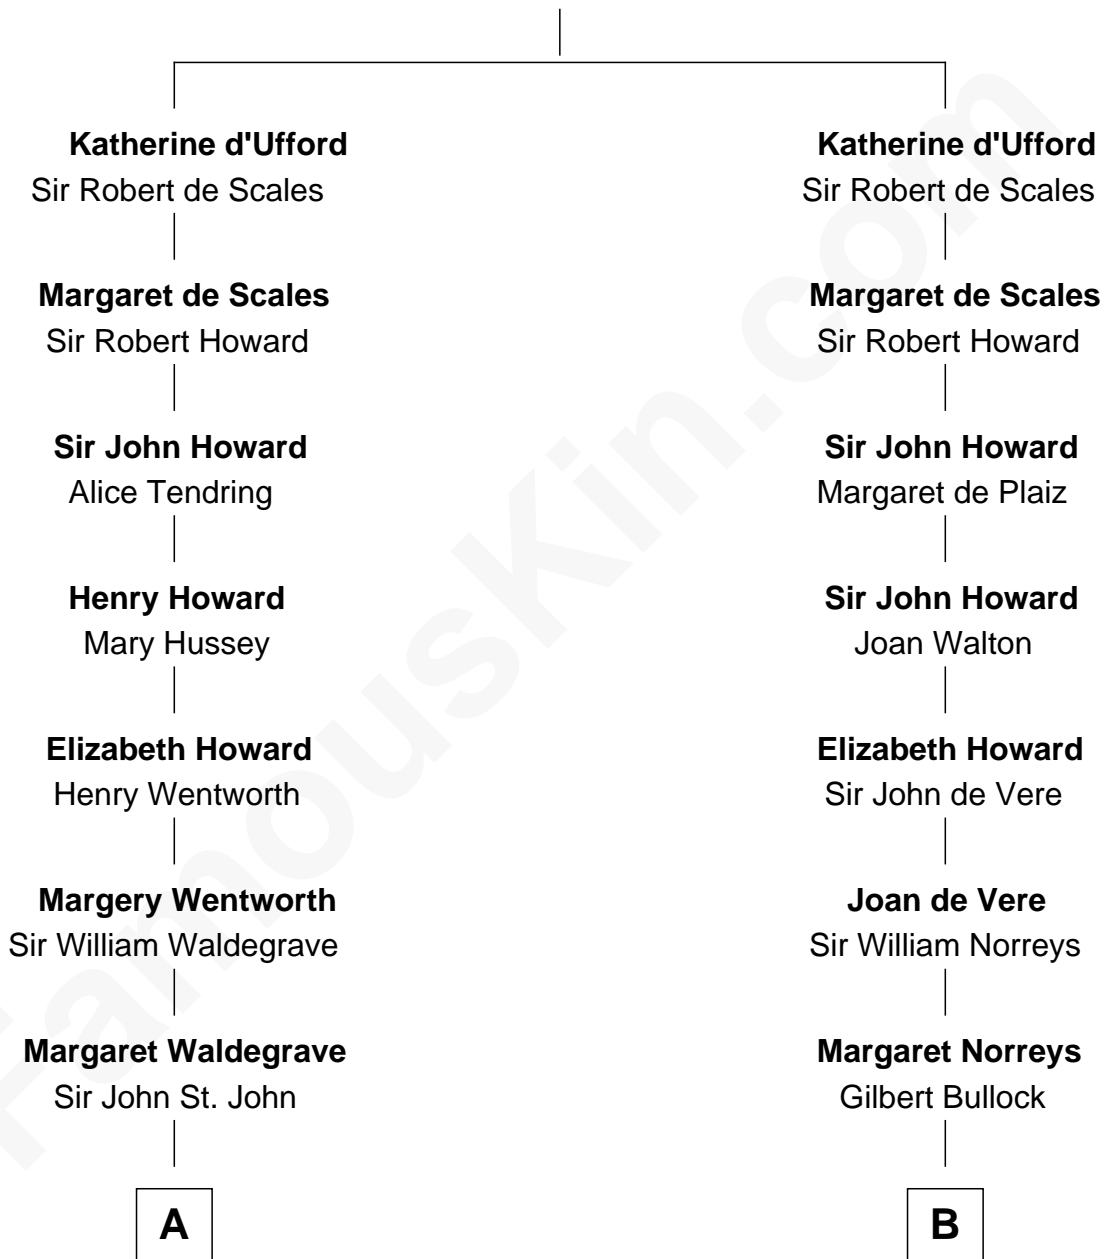 Katherine d'Ufford Katherine d'Ufford
Sir Robert de Scales Sir Robert de Scales
Margaret de Scales Margaret de Scales
Sir Robert Howard Sir Robert Howard
Sir John Howard Sir John Howard
Alice Tendring Margaret de Plaiz
Henry Howard Sir John Howard
Mary Hussey Joan Walton
Elizabeth Howard Elizabeth Howard
Henry Wentworth Sir John de Vere
Margery Wentworth Joan de Vere
Sir William Waldegrave Sir William Norreys
Margaret Waldegrave Margaret Norreys
Sir John St. John Gilbert Bullock
A B
FamousKin.com